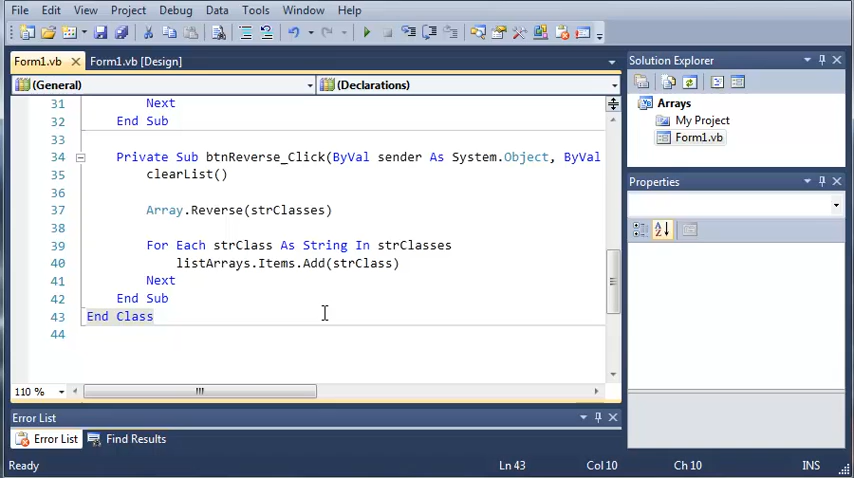 File Edit View Project Debug Data Tools Window Help
Form1.vb Form1.vb [Design]
(General) (Declarations)
31 Next
32 End Sub
33
34 Private Sub btnReverse_Click(ByVal sender As System.Object, ByVal
35 clearList()
36
37 Array.Reverse(strClasses)
38
39 For Each strClass As String In strClasses
40 listArrays.Items.Add(strClass)
41 Next
42 End Sub
43 End Class
44
110 %
Solution Explorer
Arrays
My Project
Form1.vb
Properties
Error List
Error List Find Results
Ready Ln 43 Col 10 Ch 10 INS